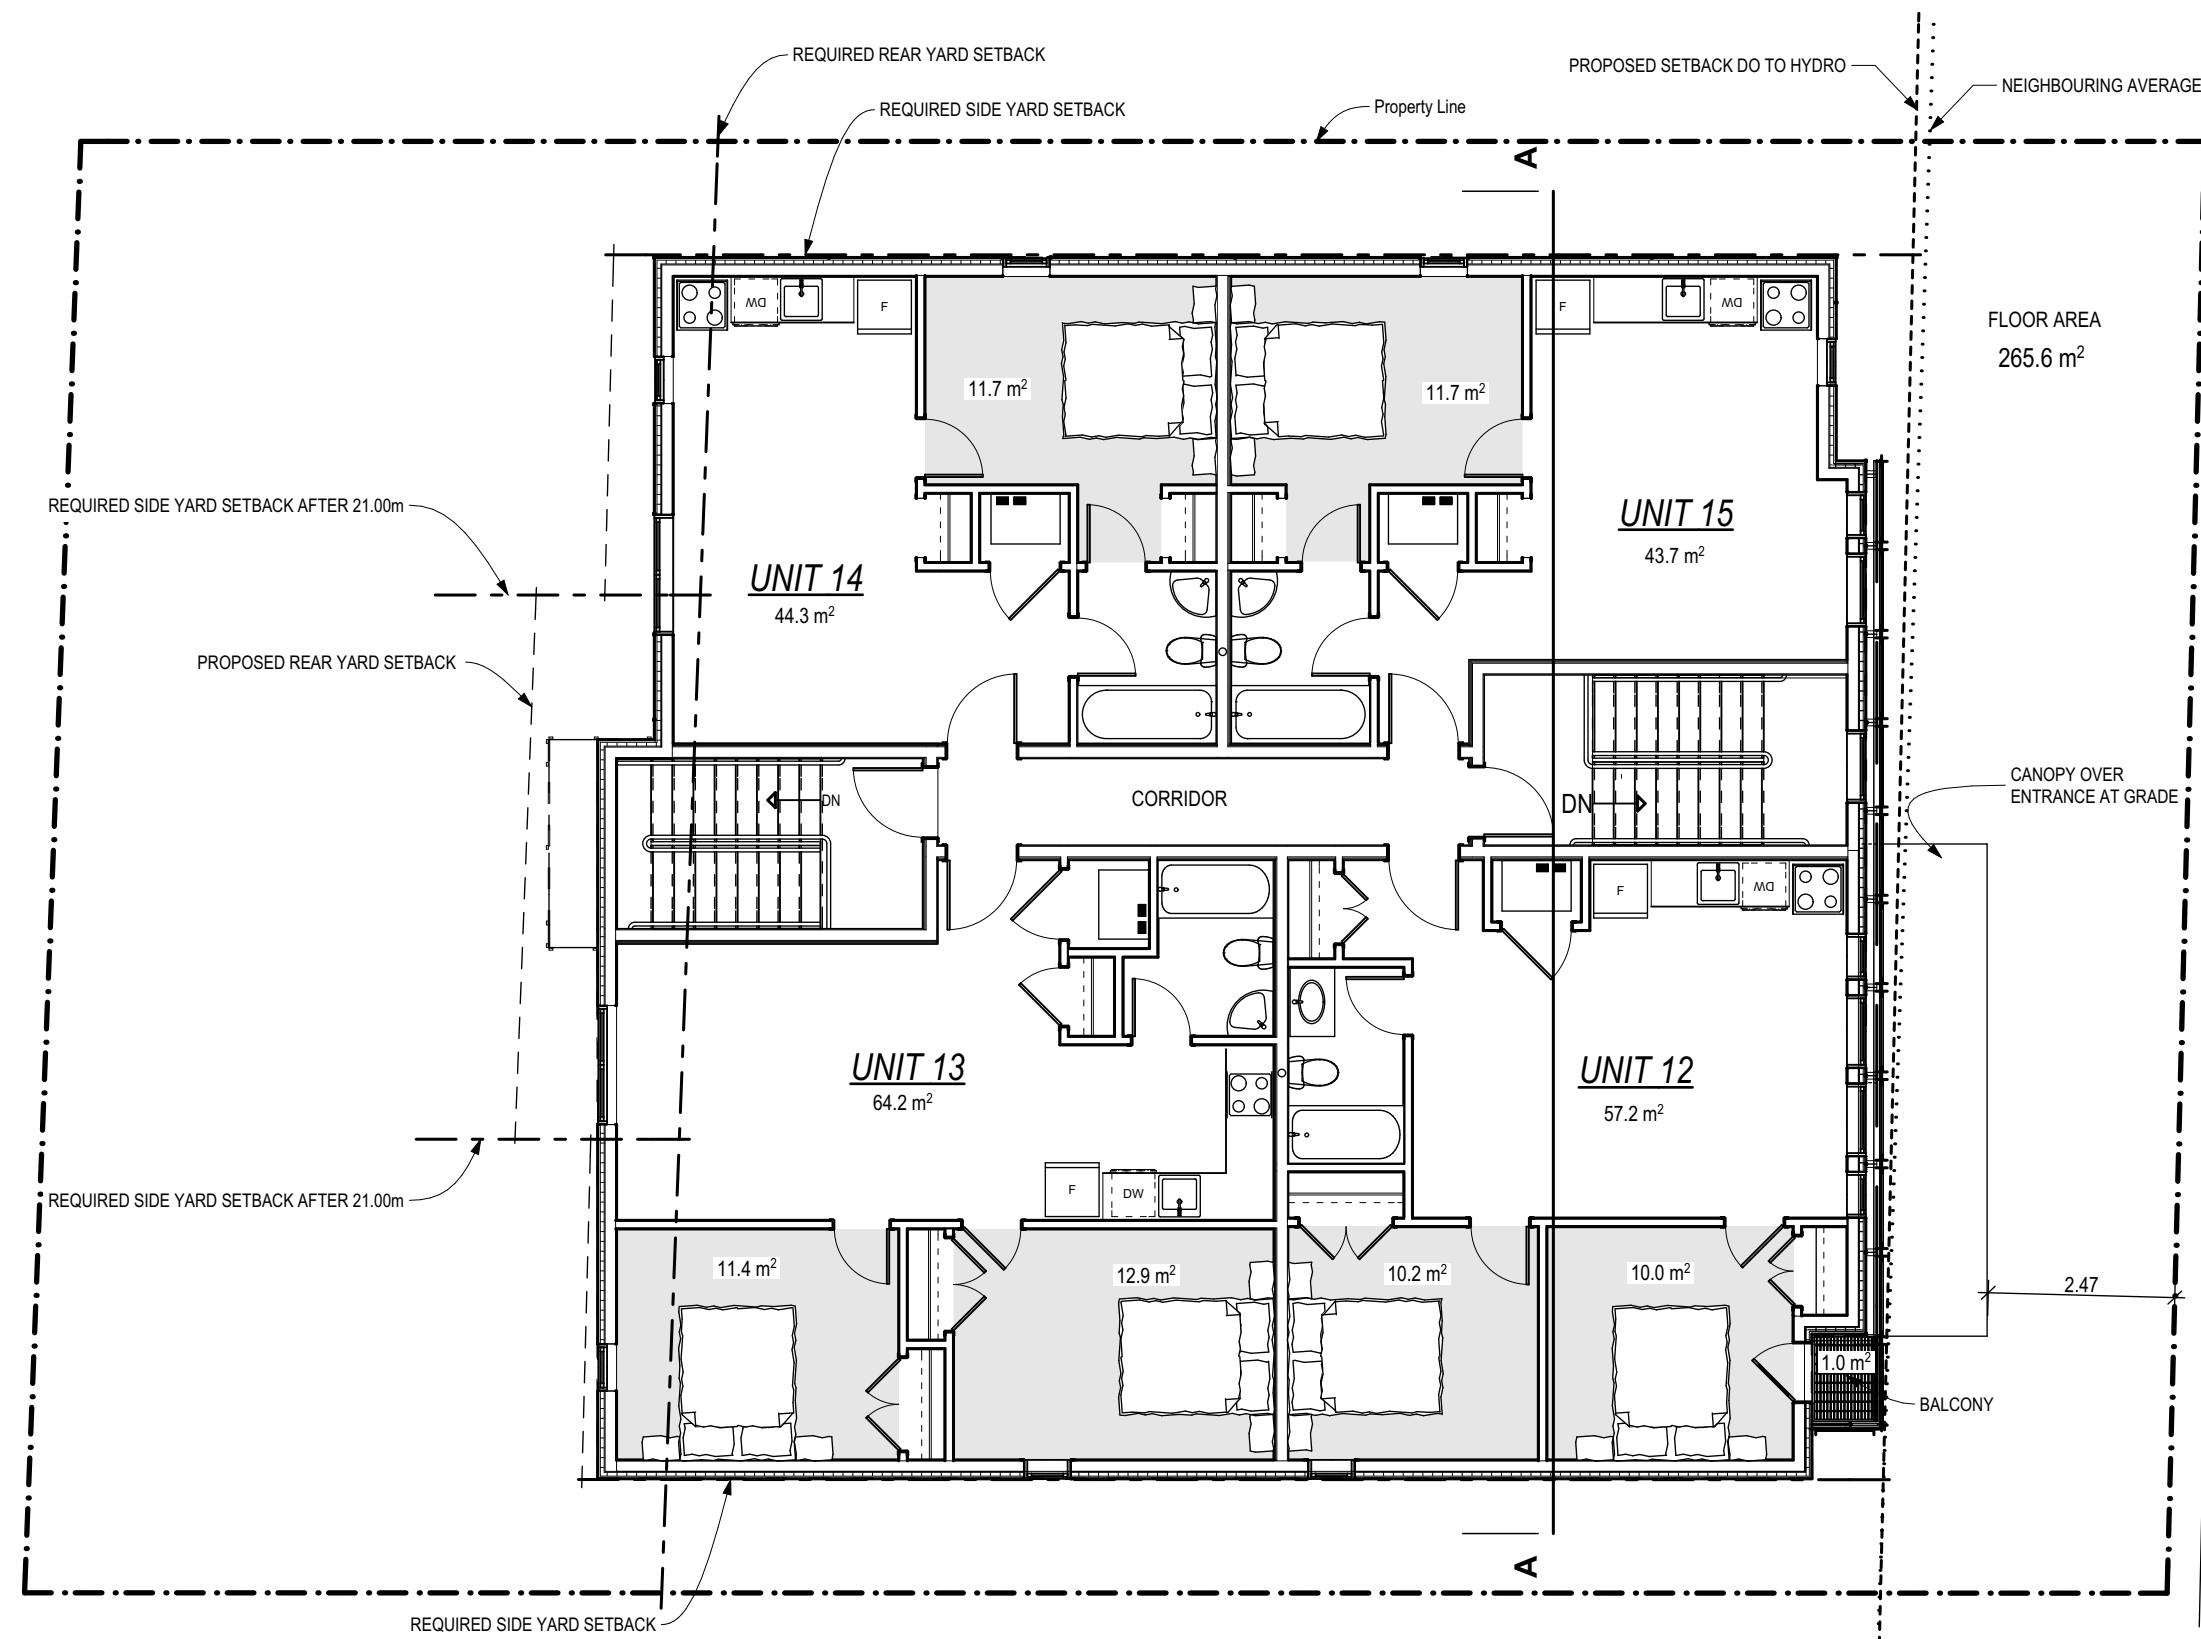 REQUIRED REAR YARD SETBACK
PROPOSED SETBACK DO TO HYDRO
NEIGHBOURING AVERAGE
REQUIRED SIDE YARD SETBACK
Property Line
A
DW
F
F
DW
FLOOR AREA
265.6 m²
11.7 m²
11.7 m²
REQUIRED SIDE YARD SETBACK AFTER 21.00m
UNIT 15
43.7 m²
UNIT 14
44.3 m²
PROPOSED REAR YARD SETBACK
CANOPY OVER
ENTRANCE AT GRADE
DN
CORRIDOR
DN
F
DW
UNIT 13
64.2 m²
UNIT 12
57.2 m²
REQUIRED SIDE YARD SETBACK AFTER 21.00m
F
DW
11.4 m²
12.9 m²
10.2 m²
10.0 m²
2.47
1.0 m²
BALCONY
A
REQUIRED SIDE YARD SETBACK